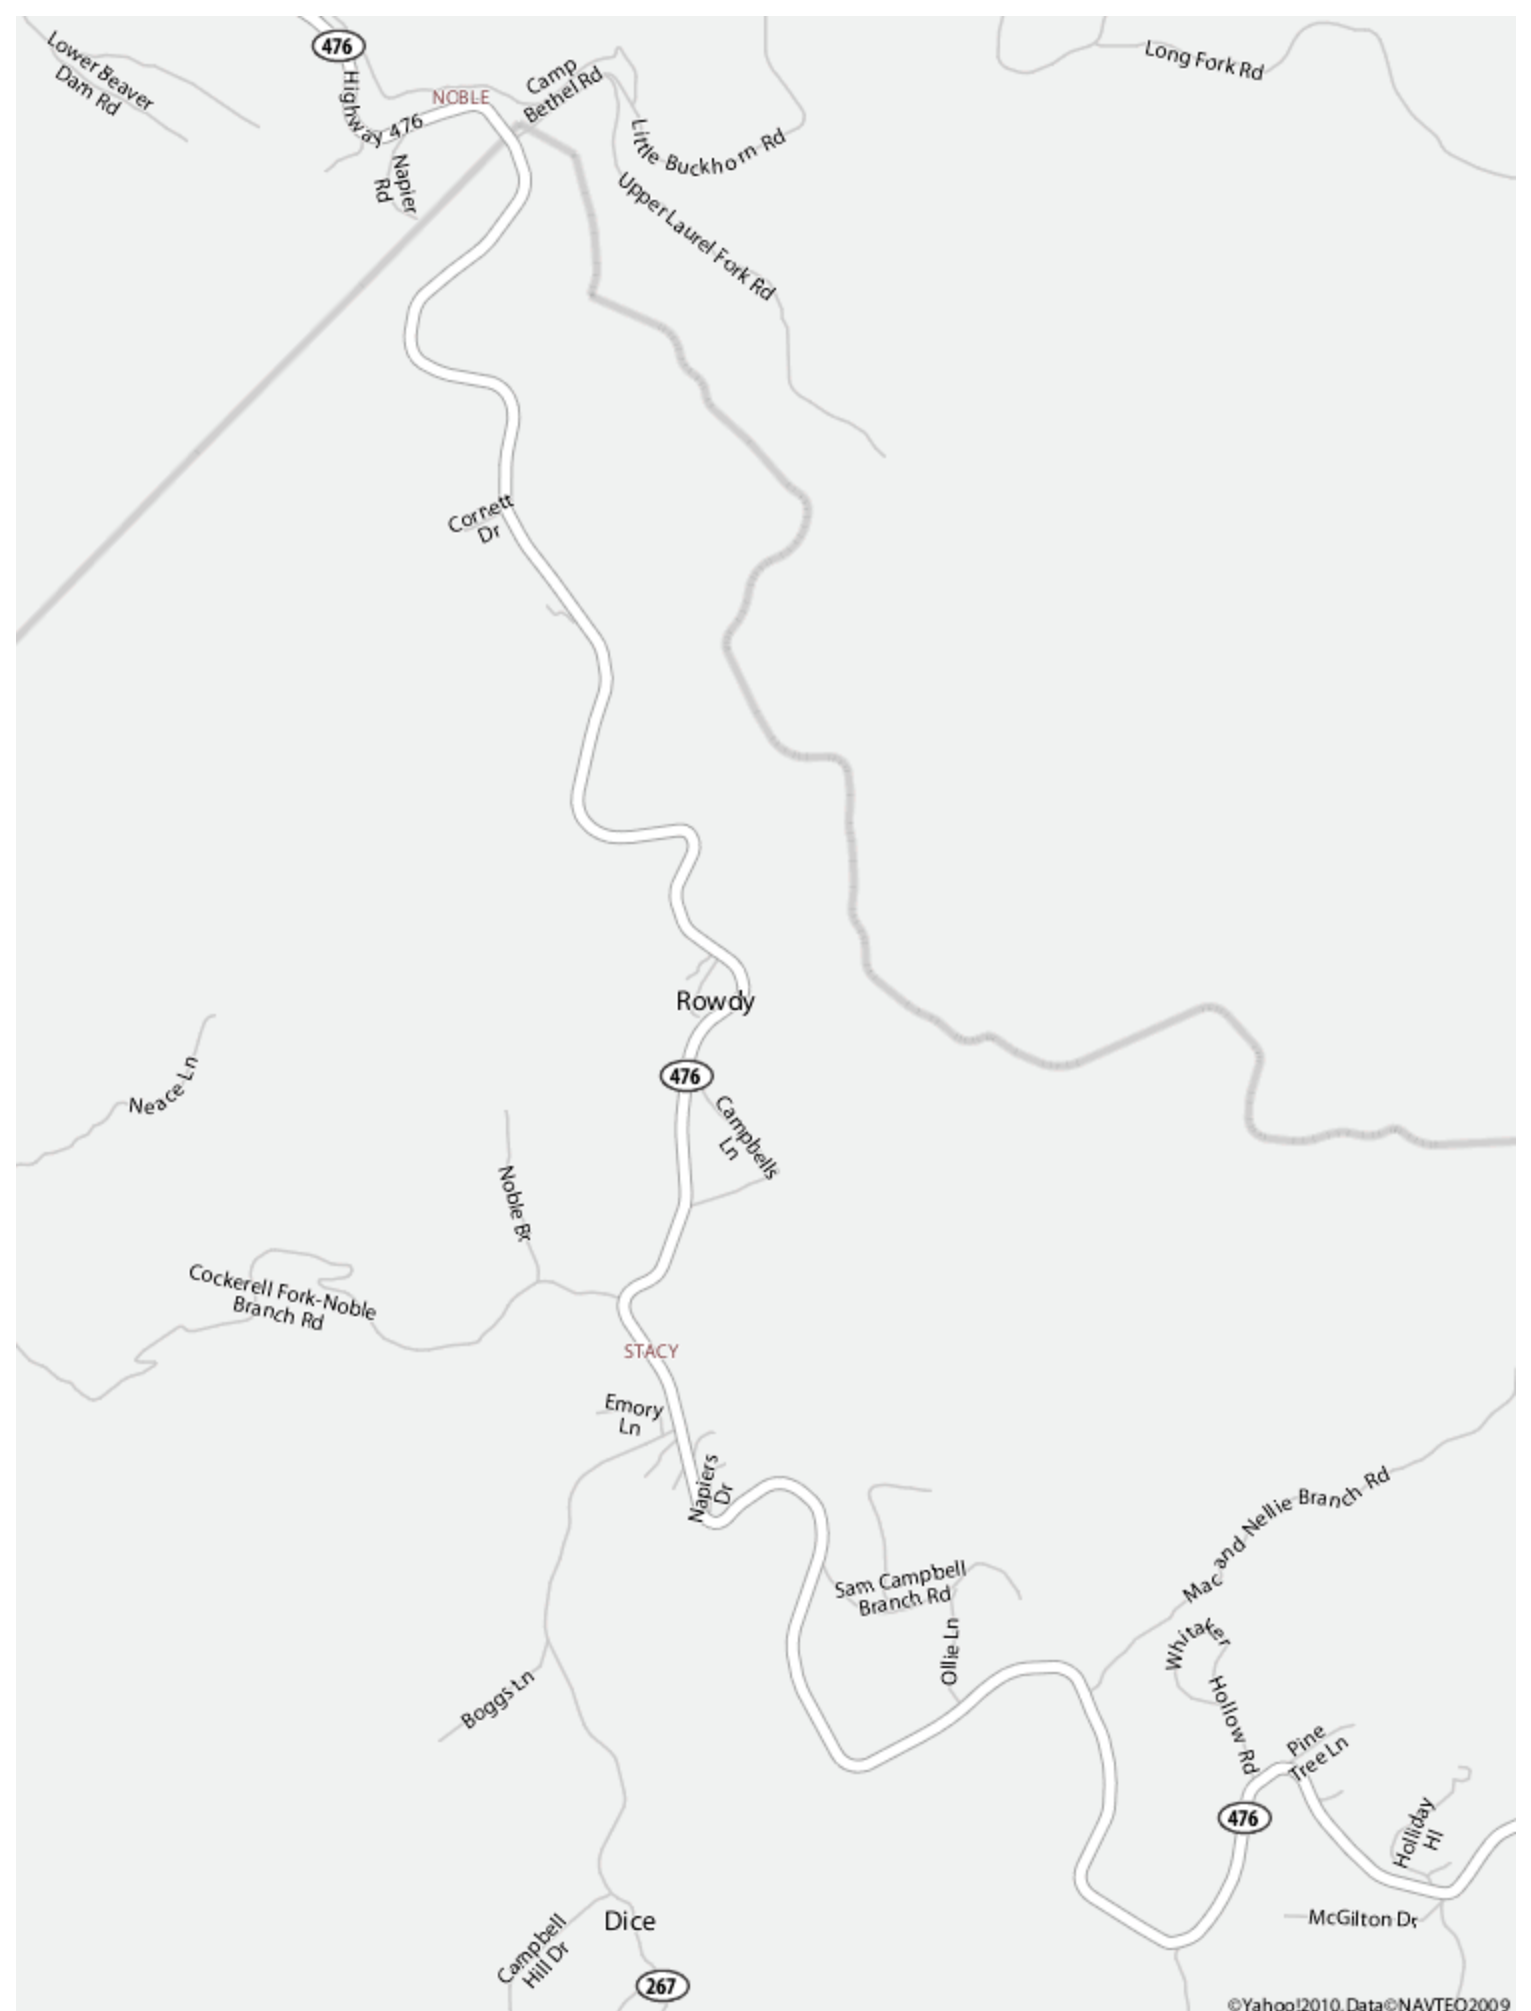 476
Lower Beaver
Dam Rd
Highway 476
NOBLE
Camp
Bethel Rd
Long Fork Rd
Little Buckhorn Rd
Napier
Rd
Upper Laurel Fork Rd
Cornett
Dr
Rowdy
476
Neace Ln
Campbells
Ln
Noble Br
Cockerell Fork-Noble
Branch Rd
STACY
Emory
Ln
Napiers
Dr
Mac and Nellie Branch Rd
Sam Campbell
Branch Rd
Ollie Ln
Whitaker
Hollow Rd
Boggs Ln
Pine
Tree Ln
476
Holliday
Hl
Dice
McGilton Dr
Campbell
Hill Dr
267
©Yahoo!2010,Data©NAVTEQ2009